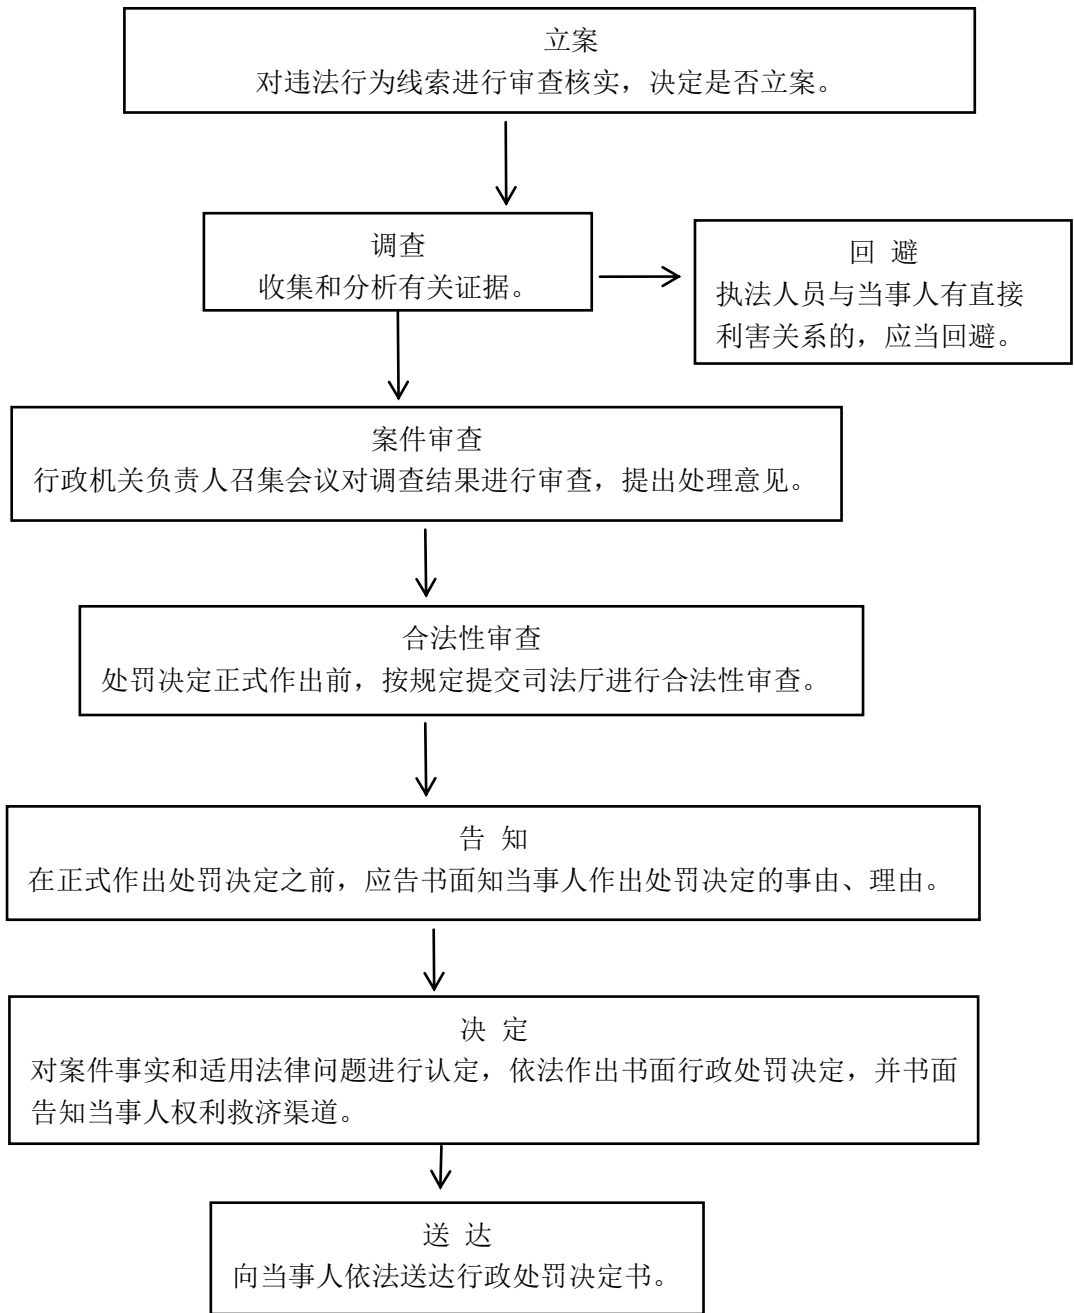 立案
对违法行为线索进行审查核实，决定是否立案。
调查
收集和分析有关证据。
回 避
执法人员与当事人有直接
利害关系的，应当回避。
案件审查
行政机关负责人召集会议对调查结果进行审查，提出处理意见。
合法性审查
处罚决定正式作出前，按规定提交司法厅进行合法性审查。
告 知
在正式作出处罚决定之前，应告书面知当事人作出处罚决定的事由、理由。
决 定
对案件事实和适用法律问题进行认定，依法作出书面行政处罚决定，并书面
告知当事人权利救济渠道。
送 达
向当事人依法送达行政处罚决定书。